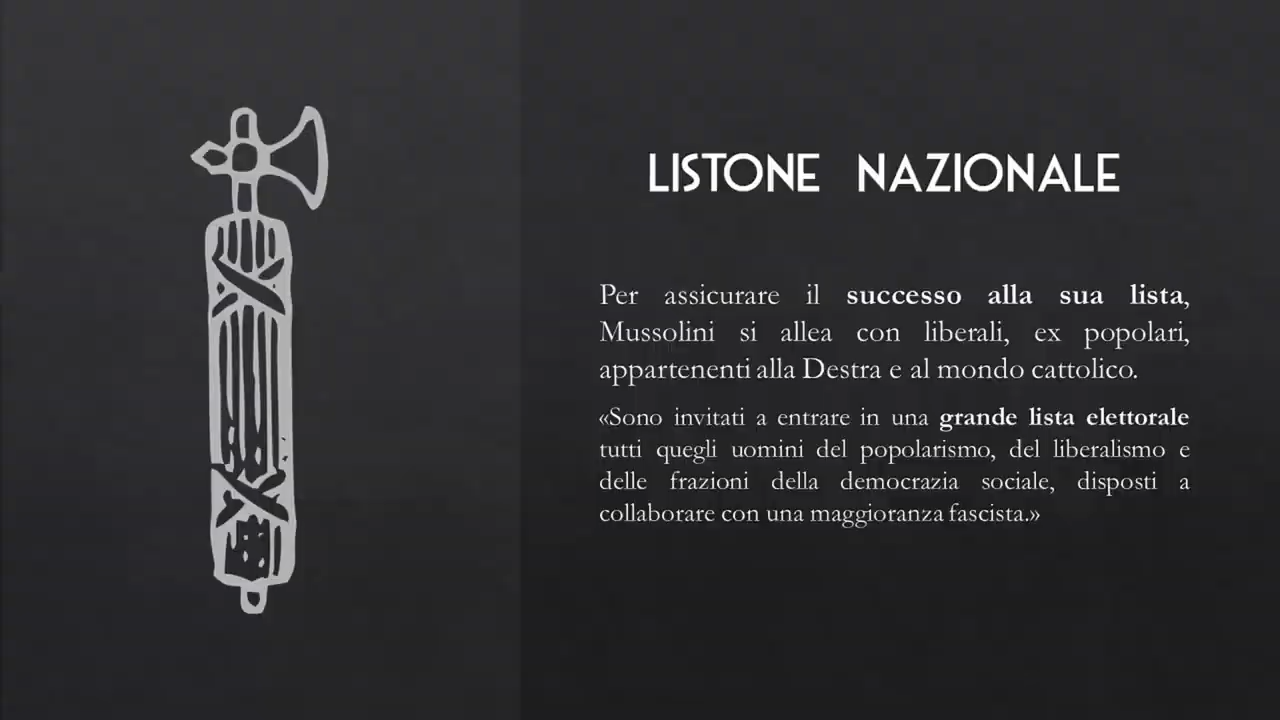 LISTONE NAZIONALE
Per assicurare il successo alla sua lista,
Mussolini si allea con liberali, ex popolari,
appartenenti alla Destra e al mondo cattolico.
«Sono invitati a entrare in una grande lista elettorale
tutti quegli uomini del popolarismo, del liberalismo e
delle frazioni della democrazia sociale, disposti a
collaborare con una maggioranza fascista.»